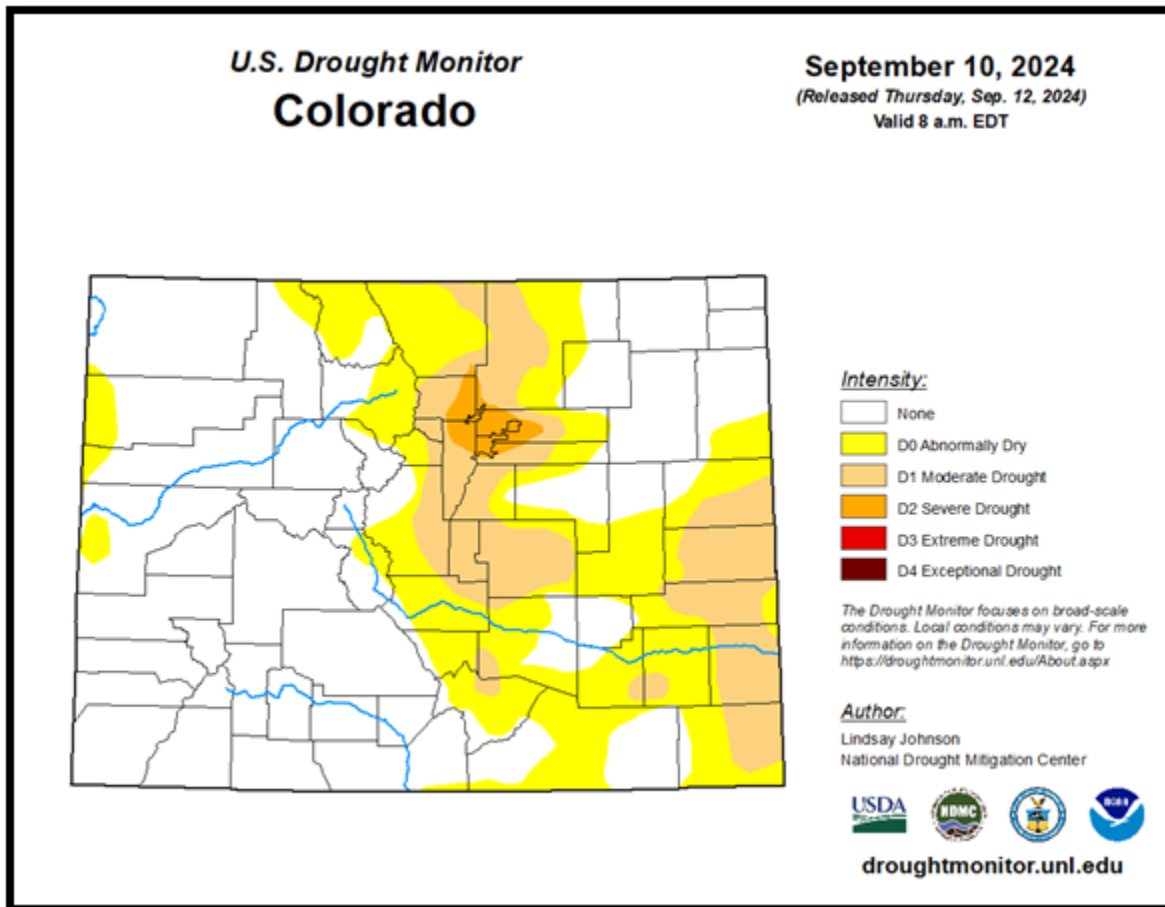 U.S. Drought Monitor
Colorado
September 10, 2024
(Released Thursday, Sep. 12, 2024)
Valid 8 a.m. EDT
Intensity:
None
D0 Abnormally Dry
D1 Moderate Drought
D2 Severe Drought
D3 Extreme Drought
D4 Exceptional Drought
The Drought Monitor focuses on broad-scale
conditions. Local conditions may vary. For more
information on the Drought Monitor, go to
https://droughtmonitor.unl.edu/About.aspx
Author:
Lindsay Johnson
National Drought Mitigation Center
USDA
NDMC
NOAA
droughtmonitor.unl.edu